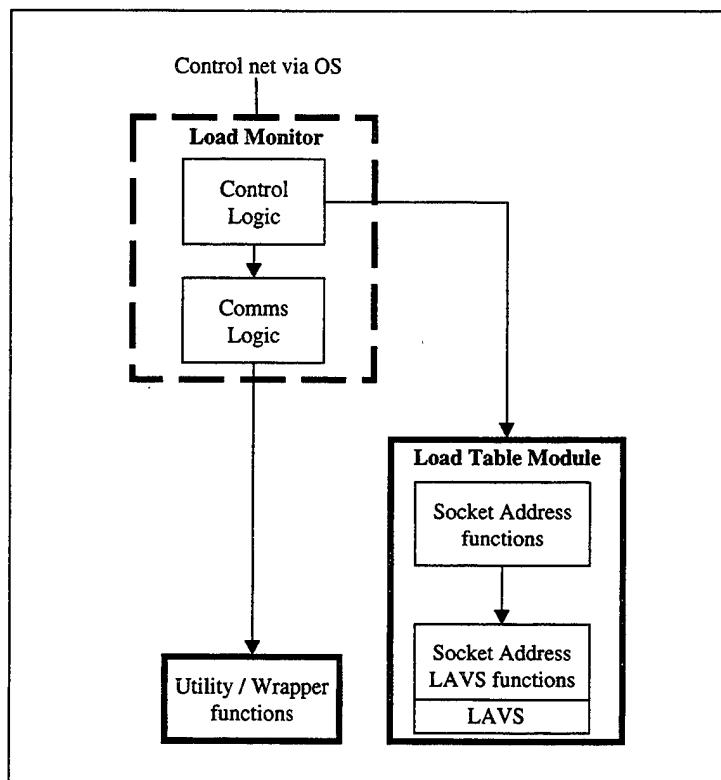 Control net via OS
Load Monitor
Control
Logic
Comms
Logic
Load Table Module
Socket Address
functions
Socket Address
LAVS functions
LAVS
Utility / Wrapper
functions